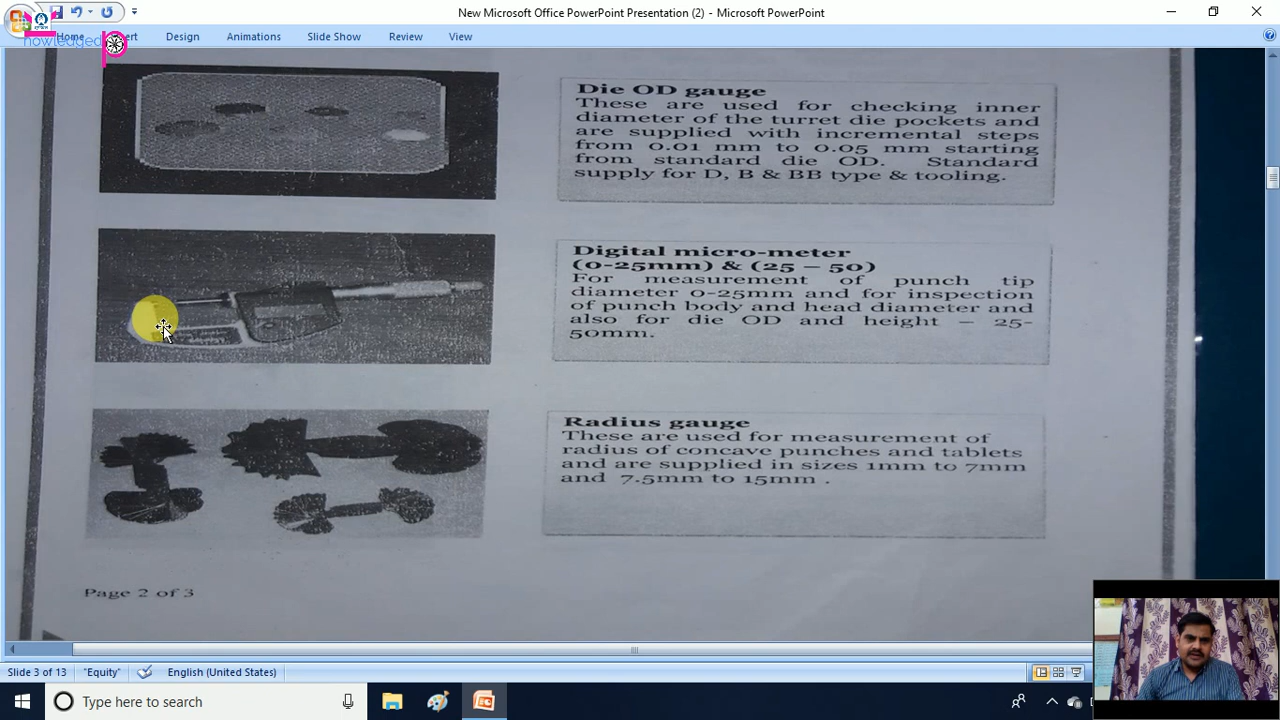 New Microsoft Office PowerPoint Presentation (2) - Microsoft PowerPoint
Home
Design
Animations
Slide Show
Review
View
nowledged
Die OD gauge
These are used for checking inner
diameter of the turret die pockets and
are supplied with incremental steps
from 0.01 mm to 0.05 mm starting
from standard die OD. Standard
supply for D, B & BB type & tooling.
Digital micro-meter
(0-25mm) & (25 – 50)
For measurement of punch tip
diameter 0-25mm and for inspection
of punch body and head diameter and
also for die OD and height – 25-
50mm.
Radius gauge
These are used for measurement of
radius of concave punches and tablets
and are supplied in sizes 1mm to 7mm
and 7.5mm to 15mm .
Page 2 of 3
Slide 3 of 13
"Equity"
English (United States)
Type here to search